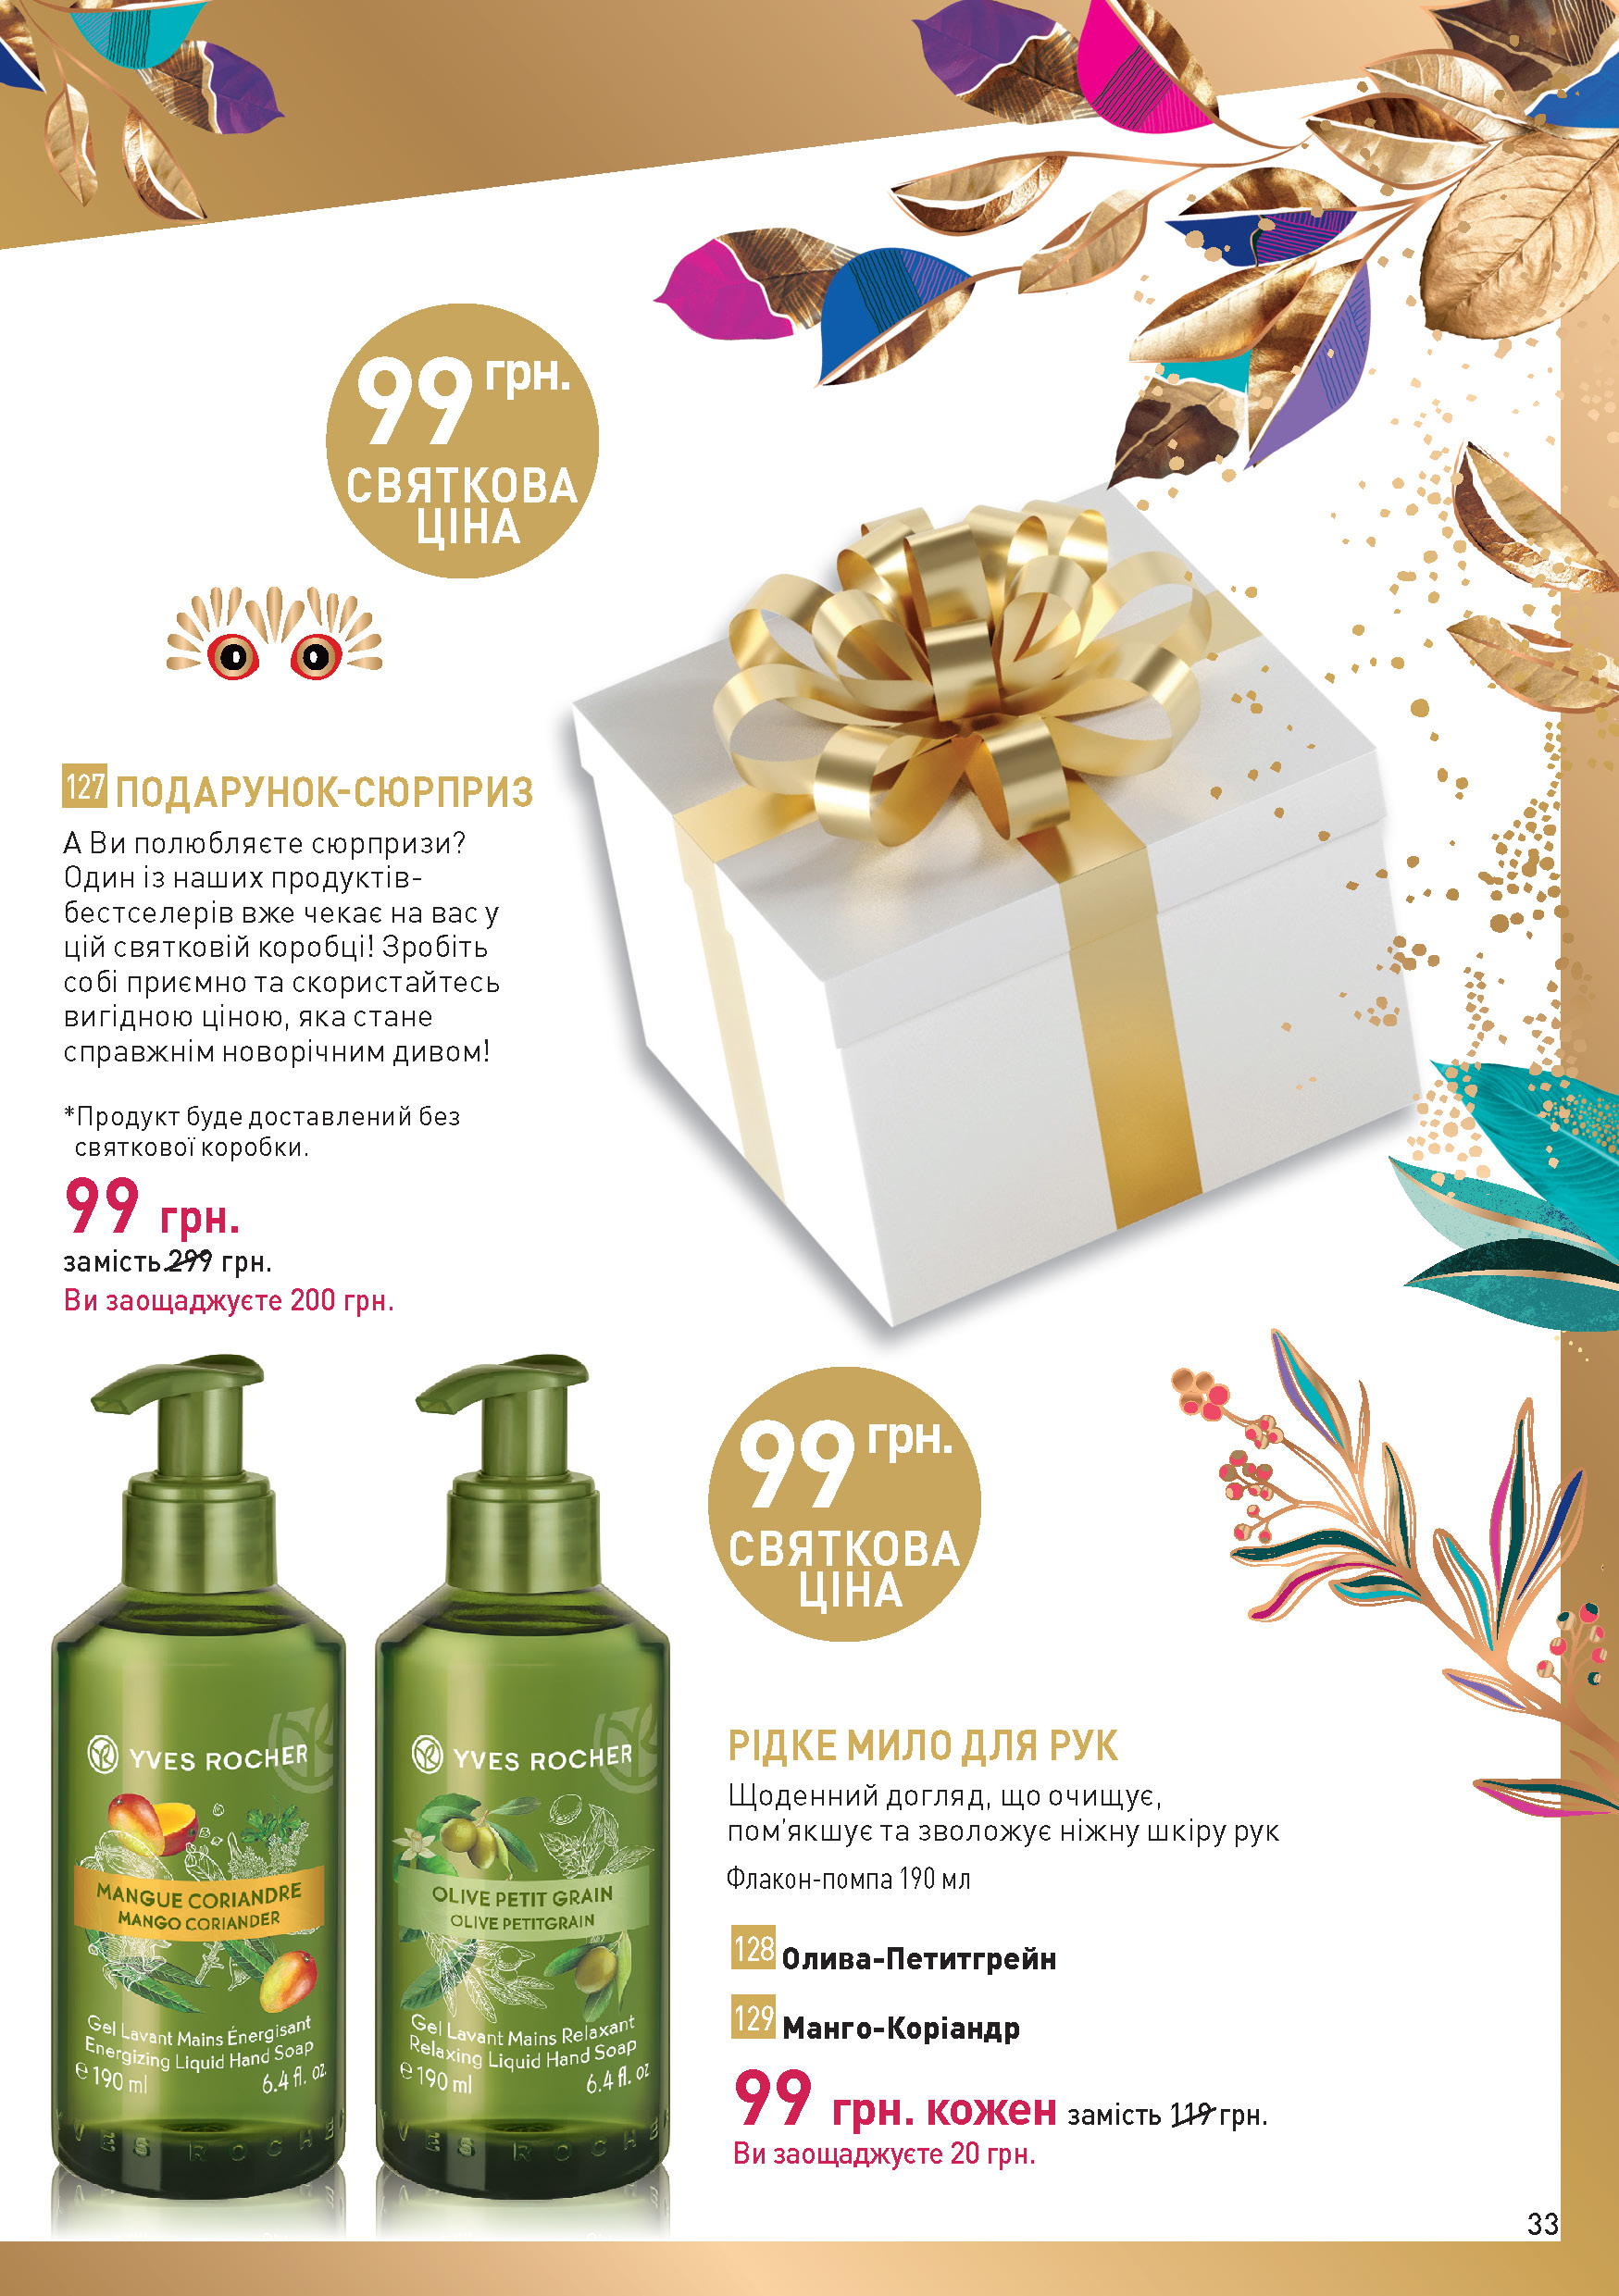 99 грн.
СВЯТКОВА
ЦІНА
127 ПОДАРУНОК-СЮРПРИЗ
А Ви полюбляєте сюрпризи?
Один із наших продуктів-
бестселерів вже чекає на вас у
цій святковій коробці! Зробіть
собі приємно та скористайтесь
вигідною ціною, яка стане
справжнім новорічним дивом!
*Продукт буде доставлений без
святкової коробки.
99 грн.
замість 299 грн.
Ви заощаджуєте 200 грн.
99 грн.
СВЯТКОВА
ЦІНА
YVES ROCHER
MANGUE CORIANDRE
MANGO CORIANDER
Gel Lavant Mains Énergisant
Energizing Liquid Hand Soap
e 190 ml 6.4 fl. oz.
YVES ROCHER
YVES ROCHER
OLIVE PETIT GRAIN
OLIVE PETITGRAIN
Gel Lavant Mains Relaxant
Relaxing Liquid Hand Soap
e 190 ml 6.4 fl. oz
YVES ROCHER
РІДКЕ МИЛО ДЛЯ РУК
Щоденний догляд, що очищує,
пом’якшує та зволожує ніжну шкіру рук
Флакон-помпа 190 мл
128 Олива-Петитгрейн
129 Манго-Коріандр
99 грн. кожен замість 119 грн.
Ви заощаджуєте 20 грн.
33